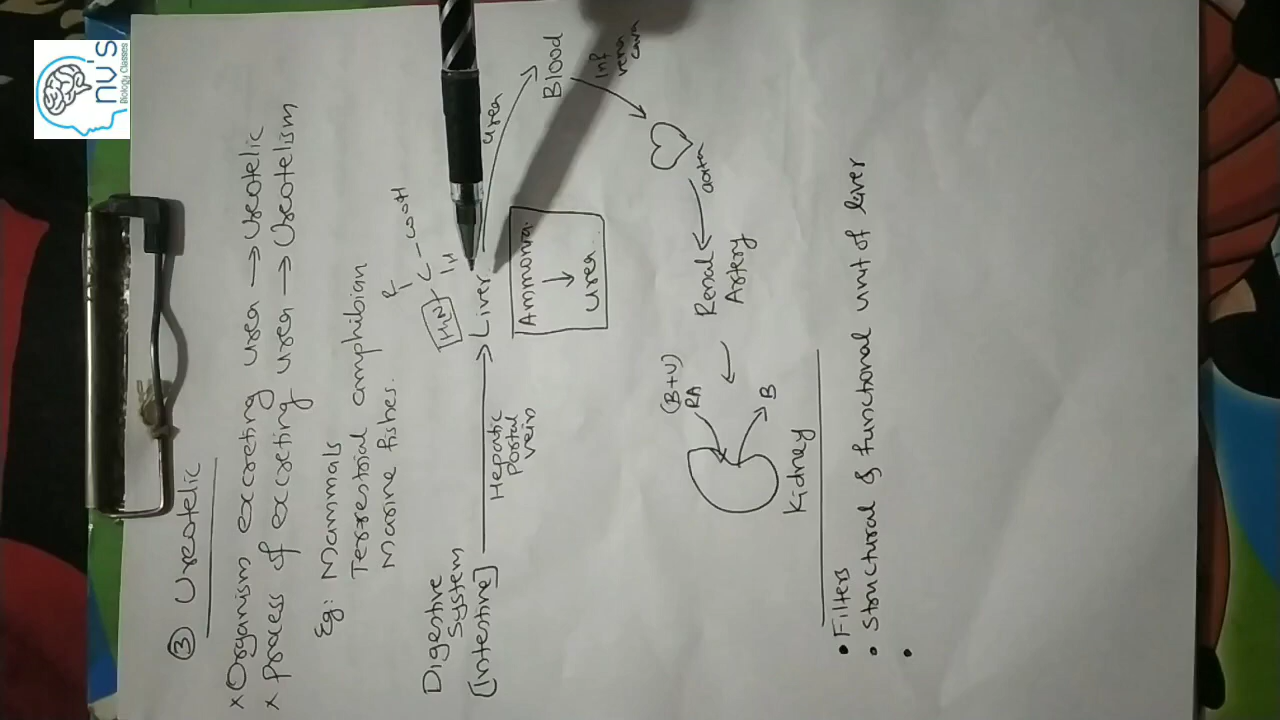 nv's
Biology Classes
③ Ureotelic
x Organism excreting urea → Ureotelic
x Process of excreting urea → Ureotelism
Eg: Mammals
Terrestrial amphibian
Marine fishes.
R
H2N - C - COOH
H
Digestive
System
[Intestine]
Hepatic
Portal
vein
Liver
urea
Blood
Inf
vena
cava
Ammonia
↓
urea
aorta
Renal
Artery
(B+U)
RA
B
Kidney
• Filters
• Structural & functional unit of liver
•